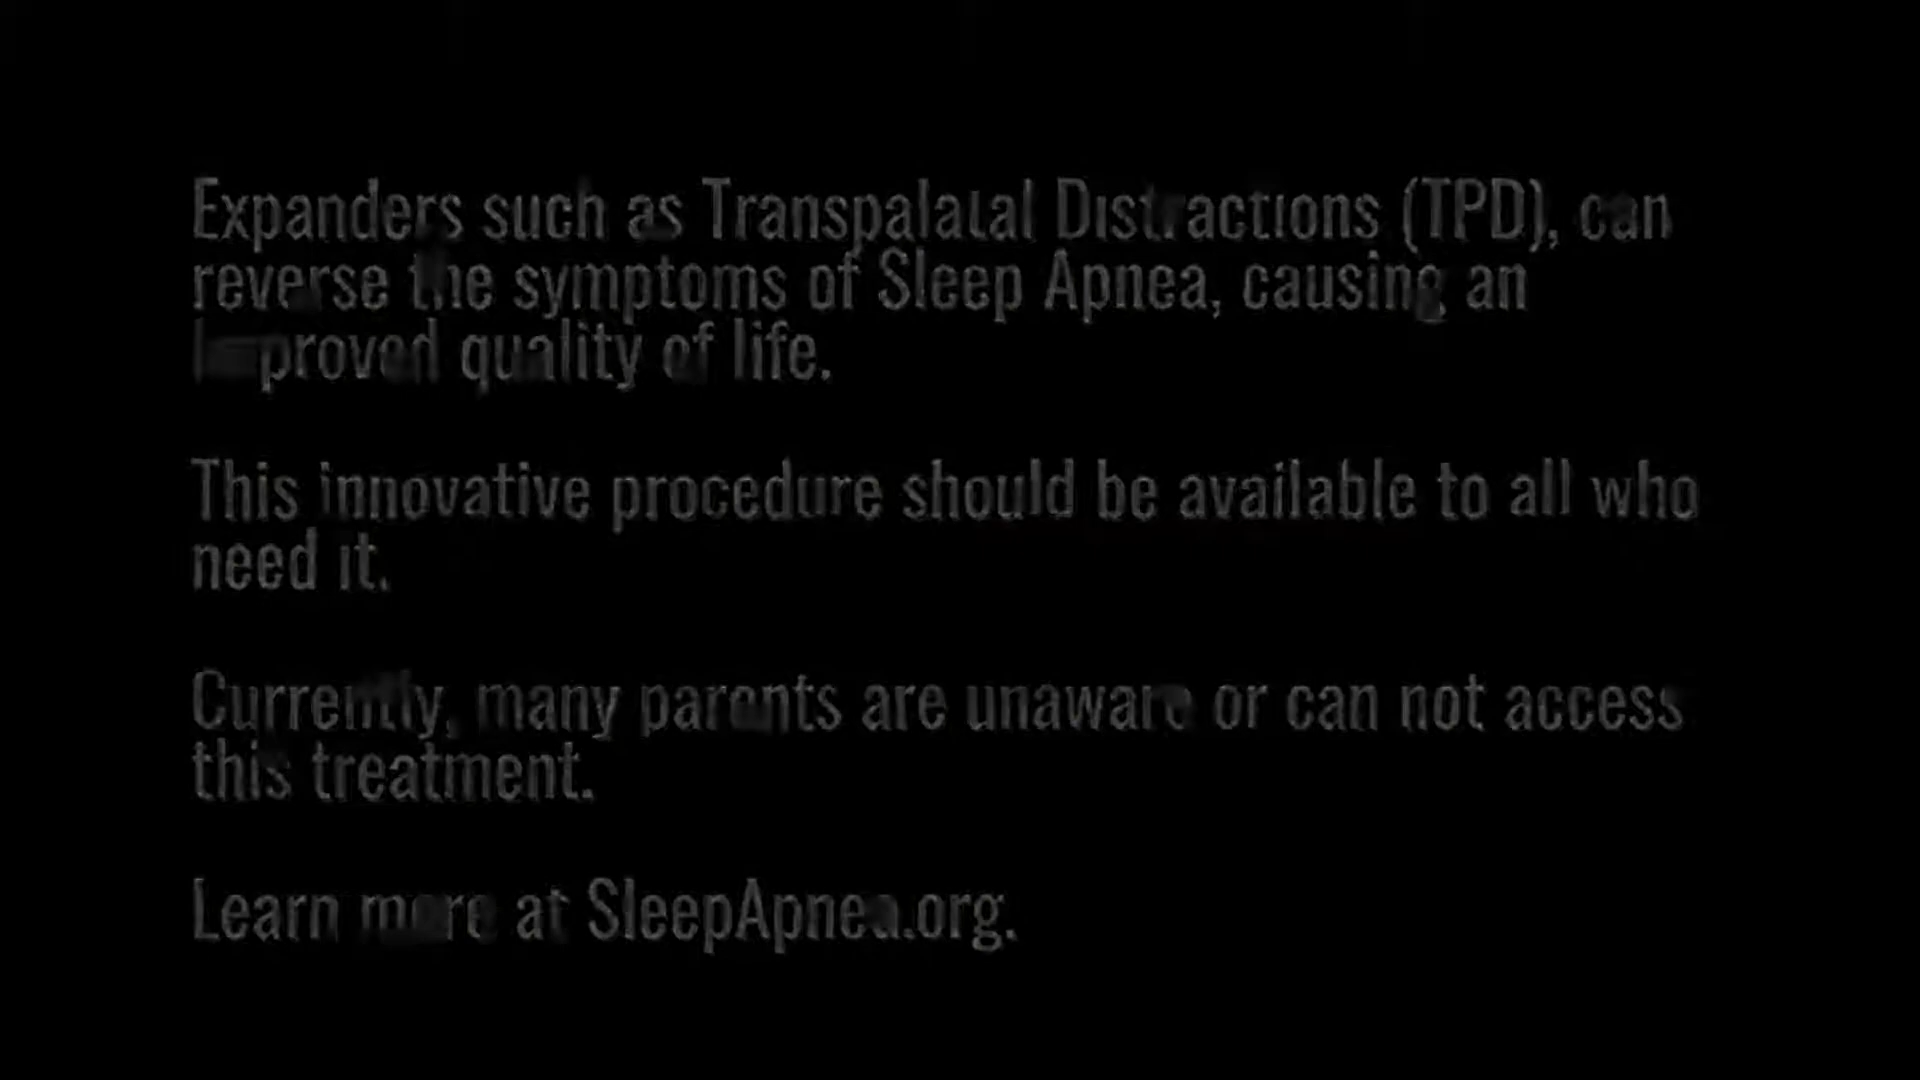 Expanders such as Transpalatal Distractions (TPD), can
reverse the symptoms of Sleep Apnea, causing an
improved quality of life.
This innovative procedure should be available to all who
need it.
Currently, many parents are unaware or can not access
this treatment.
Learn more at SleepApnea.org.